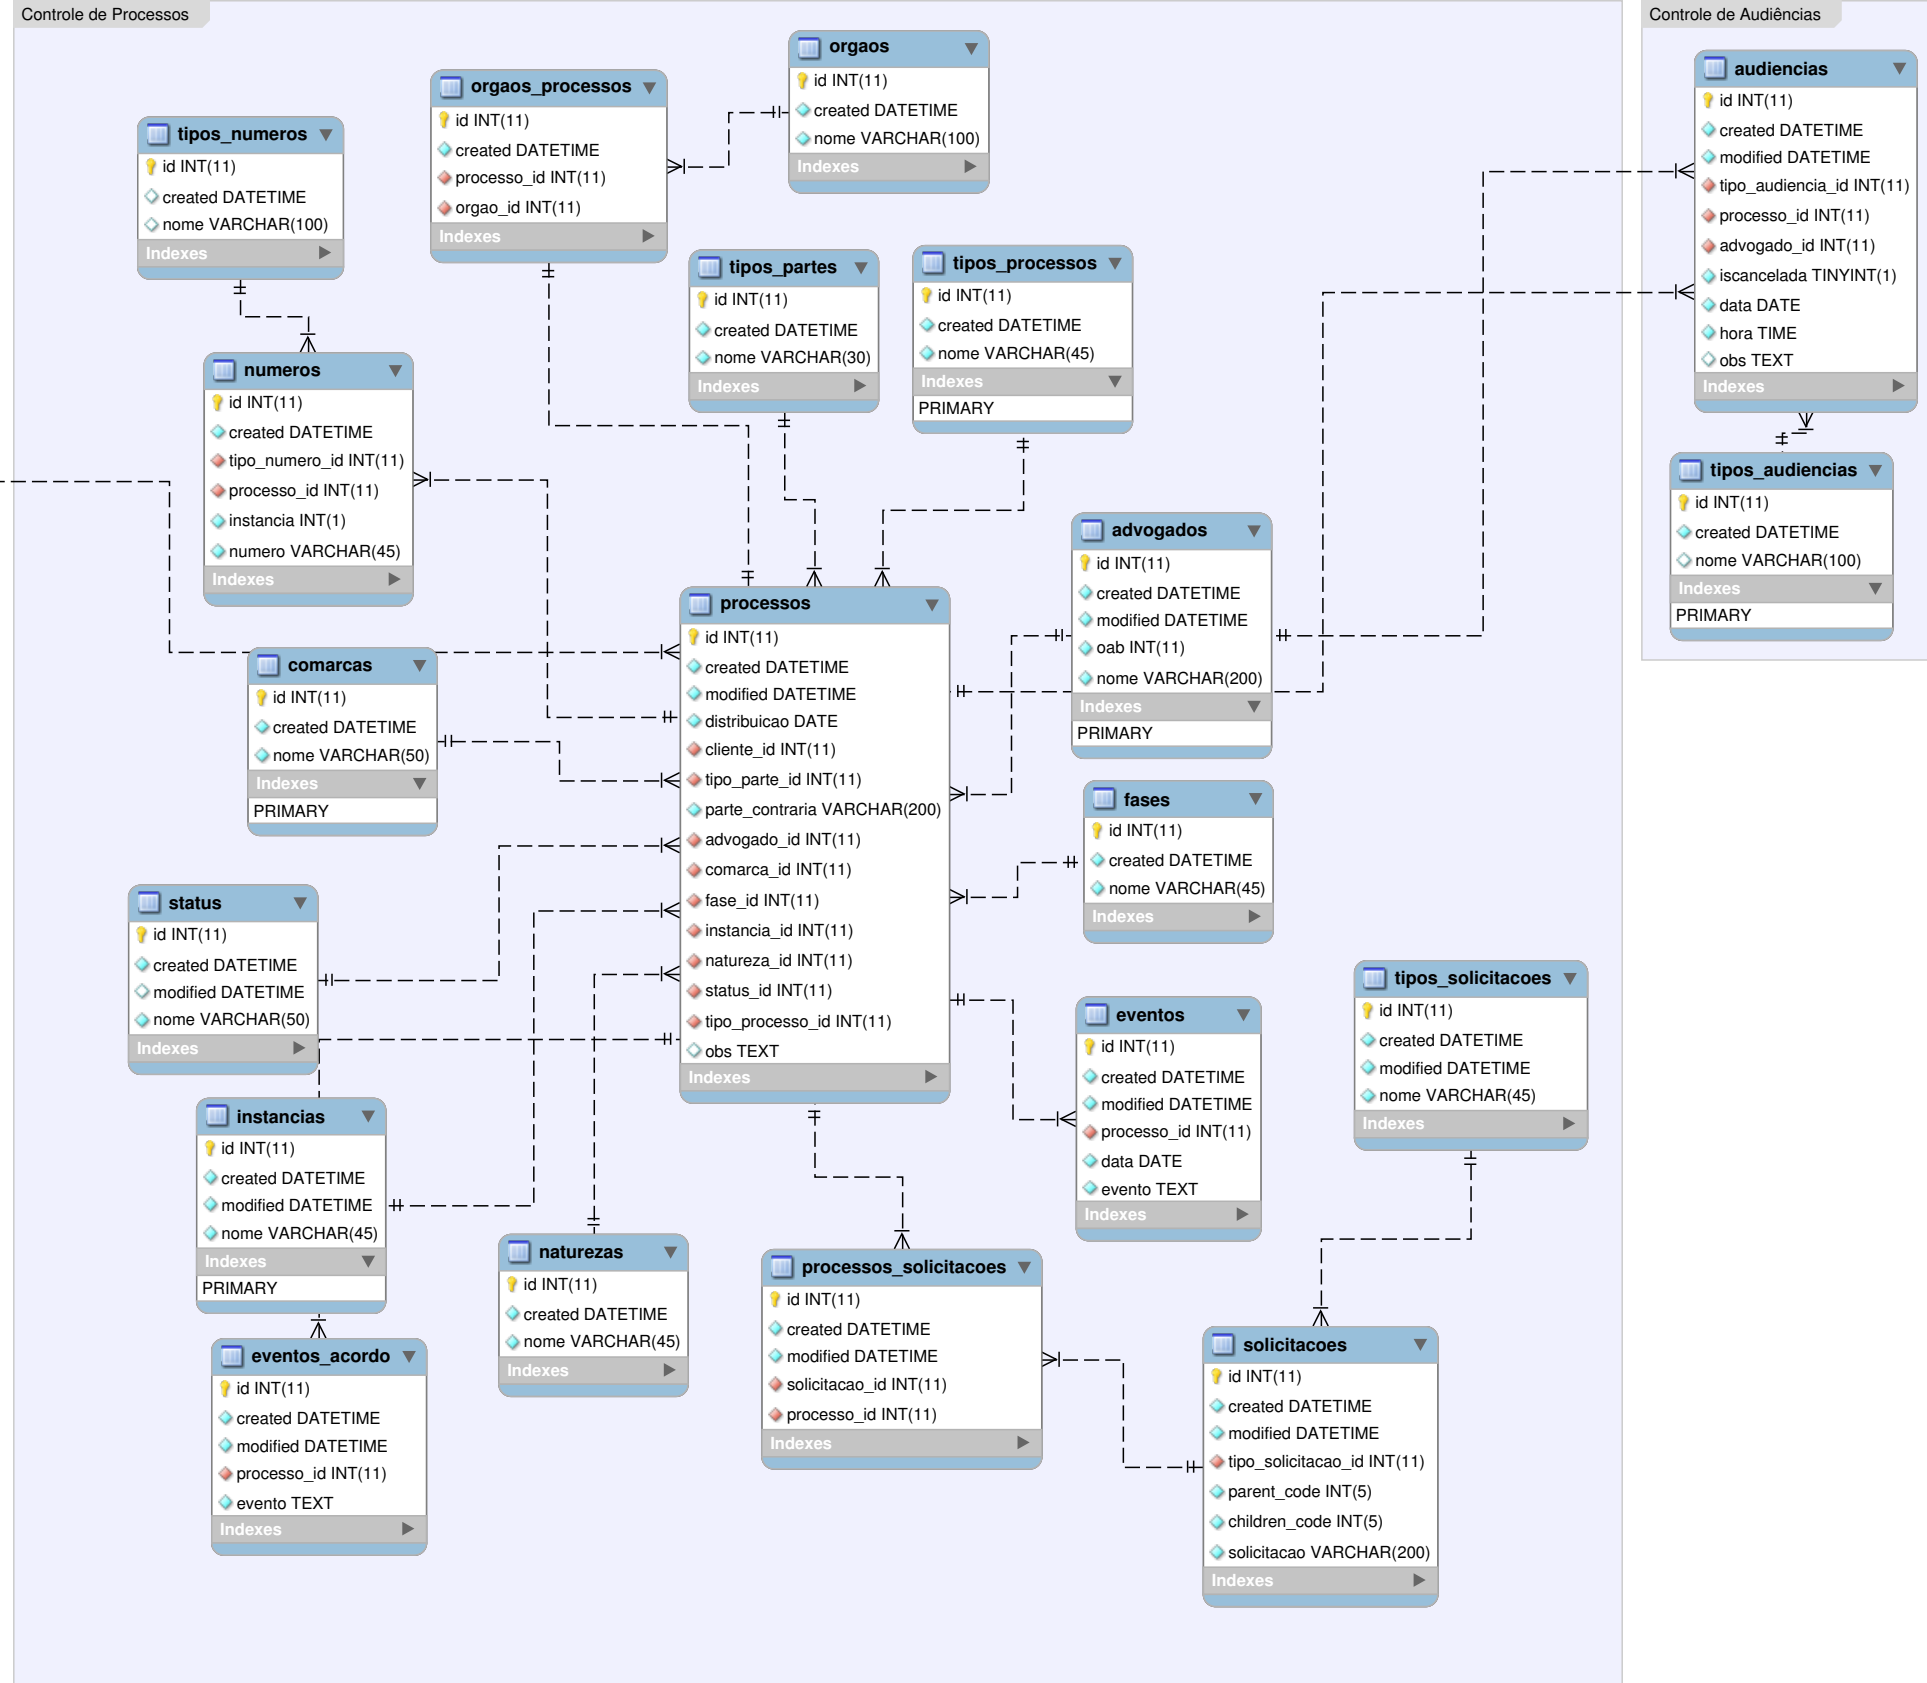 Controle de Processos
orgaos
id INT(11)
created DATETIME
nome VARCHAR(100)
Indexes
orgaos_processos
id INT(11)
created DATETIME
processo_id INT(11)
orgao_id INT(11)
Indexes
tipos_numeros
id INT(11)
created DATETIME
nome VARCHAR(100)
Indexes
tipos_partes
id INT(11)
created DATETIME
nome VARCHAR(30)
Indexes
tipos_processos
id INT(11)
created DATETIME
nome VARCHAR(45)
Indexes
PRIMARY
numeros
id INT(11)
created DATETIME
tipo_numero_id INT(11)
processo_id INT(11)
instancia INT(1)
numero VARCHAR(45)
Indexes
advogados
id INT(11)
created DATETIME
modified DATETIME
oab INT(11)
nome VARCHAR(200)
Indexes
PRIMARY
processos
id INT(11)
created DATETIME
modified DATETIME
distribuicao DATE
cliente_id INT(11)
tipo_parte_id INT(11)
parte_contraria VARCHAR(200)
advogado_id INT(11)
comarca_id INT(11)
fase_id INT(11)
instancia_id INT(11)
natureza_id INT(11)
status_id INT(11)
tipo_processo_id INT(11)
obs TEXT
Indexes
comarcas
id INT(11)
created DATETIME
nome VARCHAR(50)
Indexes
PRIMARY
fases
id INT(11)
created DATETIME
nome VARCHAR(45)
Indexes
status
id INT(11)
created DATETIME
modified DATETIME
nome VARCHAR(50)
Indexes
tipos_solicitacoes
id INT(11)
created DATETIME
modified DATETIME
nome VARCHAR(45)
Indexes
eventos
id INT(11)
created DATETIME
modified DATETIME
processo_id INT(11)
data DATE
evento TEXT
Indexes
instancias
id INT(11)
created DATETIME
modified DATETIME
nome VARCHAR(45)
Indexes
PRIMARY
naturezas
id INT(11)
created DATETIME
nome VARCHAR(45)
Indexes
processos_solicitacoes
id INT(11)
created DATETIME
modified DATETIME
solicitacao_id INT(11)
processo_id INT(11)
Indexes
solicitacoes
id INT(11)
created DATETIME
modified DATETIME
tipo_solicitacao_id INT(11)
parent_code INT(5)
children_code INT(5)
solicitacao VARCHAR(200)
Indexes
eventos_acordo
id INT(11)
created DATETIME
modified DATETIME
processo_id INT(11)
evento TEXT
Indexes
Controle de Audiências
audiencias
id INT(11)
created DATETIME
modified DATETIME
tipo_audiencia_id INT(11)
processo_id INT(11)
advogado_id INT(11)
iscancelada TINYINT(1)
data DATE
hora TIME
obs TEXT
Indexes
tipos_audiencias
id INT(11)
created DATETIME
nome VARCHAR(100)
Indexes
PRIMARY